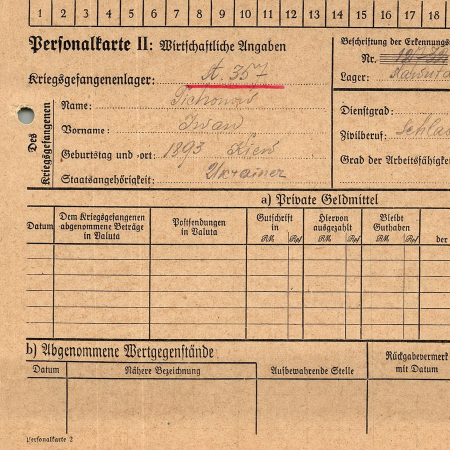 1 2 3 4 5 6 7 8 9 10 11 12 13 14 15 16 17 18
Personalkarte II: Wirtschaftliche Angaben
Kriegsgefangenenlager: A. 357
Des Kriegsgefangenen
Name: Tichonow
Vorname: Iwan
Geburtstag und -ort: 1893 Kiew
Staatsangehörigkeit: Ukrainer
Beschriftung der Erkennungs
Nr.
Lager:
Dienstgrad:
Zivilberuf:
Grad der Arbeitsfähigkei
a) Private Geldmittel
Datum
Dem Kriegsgefangenen abgenommene Beträge in Valuta
Postsendungen in Valuta
Gutschrift in
RM. Rpf
Hiervon ausgezahlt
RM. Rpf
Bleibt Guthaben
RM. Rpf
der
b) Abgenommene Wertgegenstände
Datum
Nähere Bezeichnung
Aufbewahrende Stelle
Rückgabevermerk mit Datum
Personalkarte 2